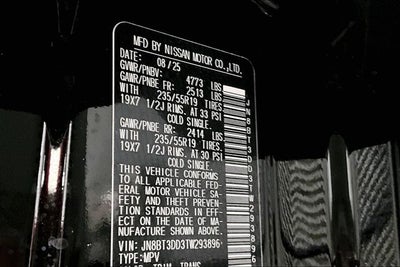 MFD BY NISSAN MOTOR CO.,LTD.
DATE: 08/25
GVWR/PNBV: 4773 LBS
GAWR/PNBE FR: 2513 LBS
WITH 235/55R19 TIRES
19X7 1/2J RIMS. AT 33 PSI
COLD SINGLE
GAWR/PNBE RR: 2414 LBS
WITH 235/55R19 TIRES
19X7 1/2J RIMS. AT 30 PSI
COLD SINGLE
THIS VEHICLE CONFORMS
TO ALL APPLICABLE FED-
ERAL MOTOR VEHICLE SA-
FETY AND THEFT PREVEN-
TION STANDARDS IN EFF-
ECT ON THE DATE OF MA-
NUFACTURE SHOWN ABOVE.
VIN: JN8BT3DD3TW293896
TYPE: MPV